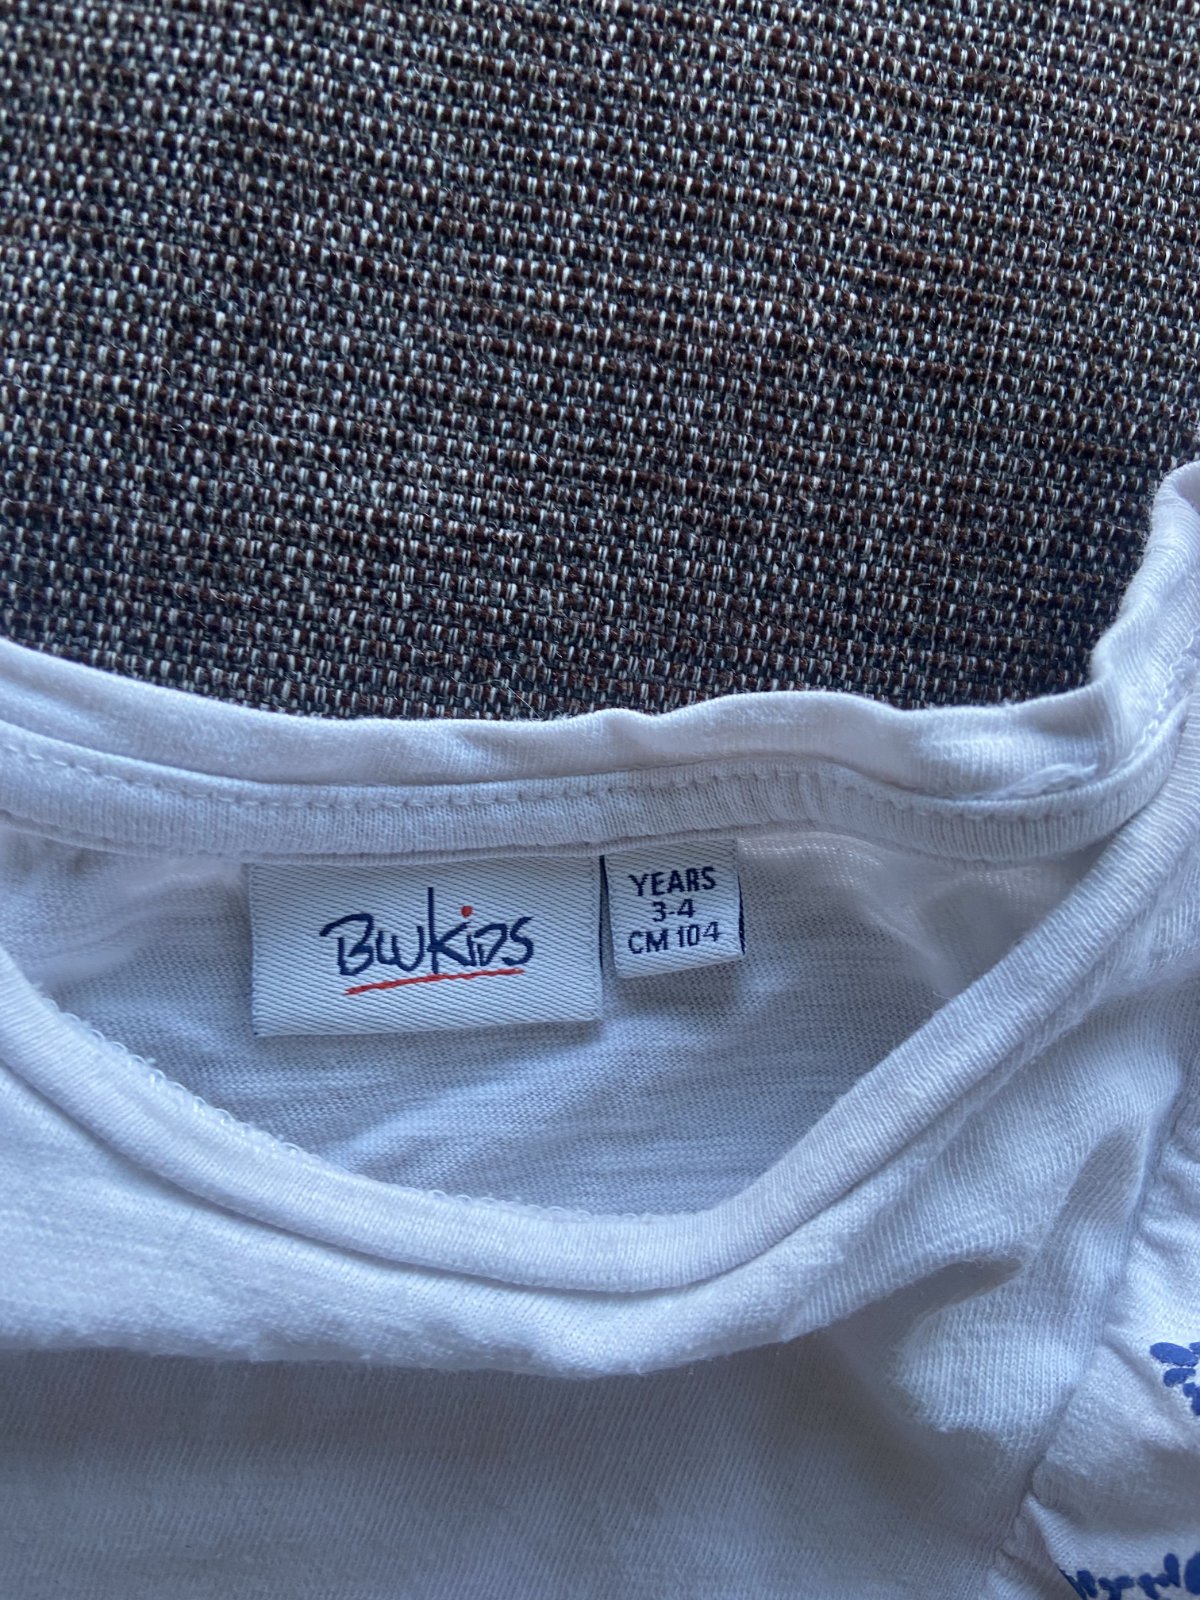 BWKiDS
YEARS
3-4
CM 104